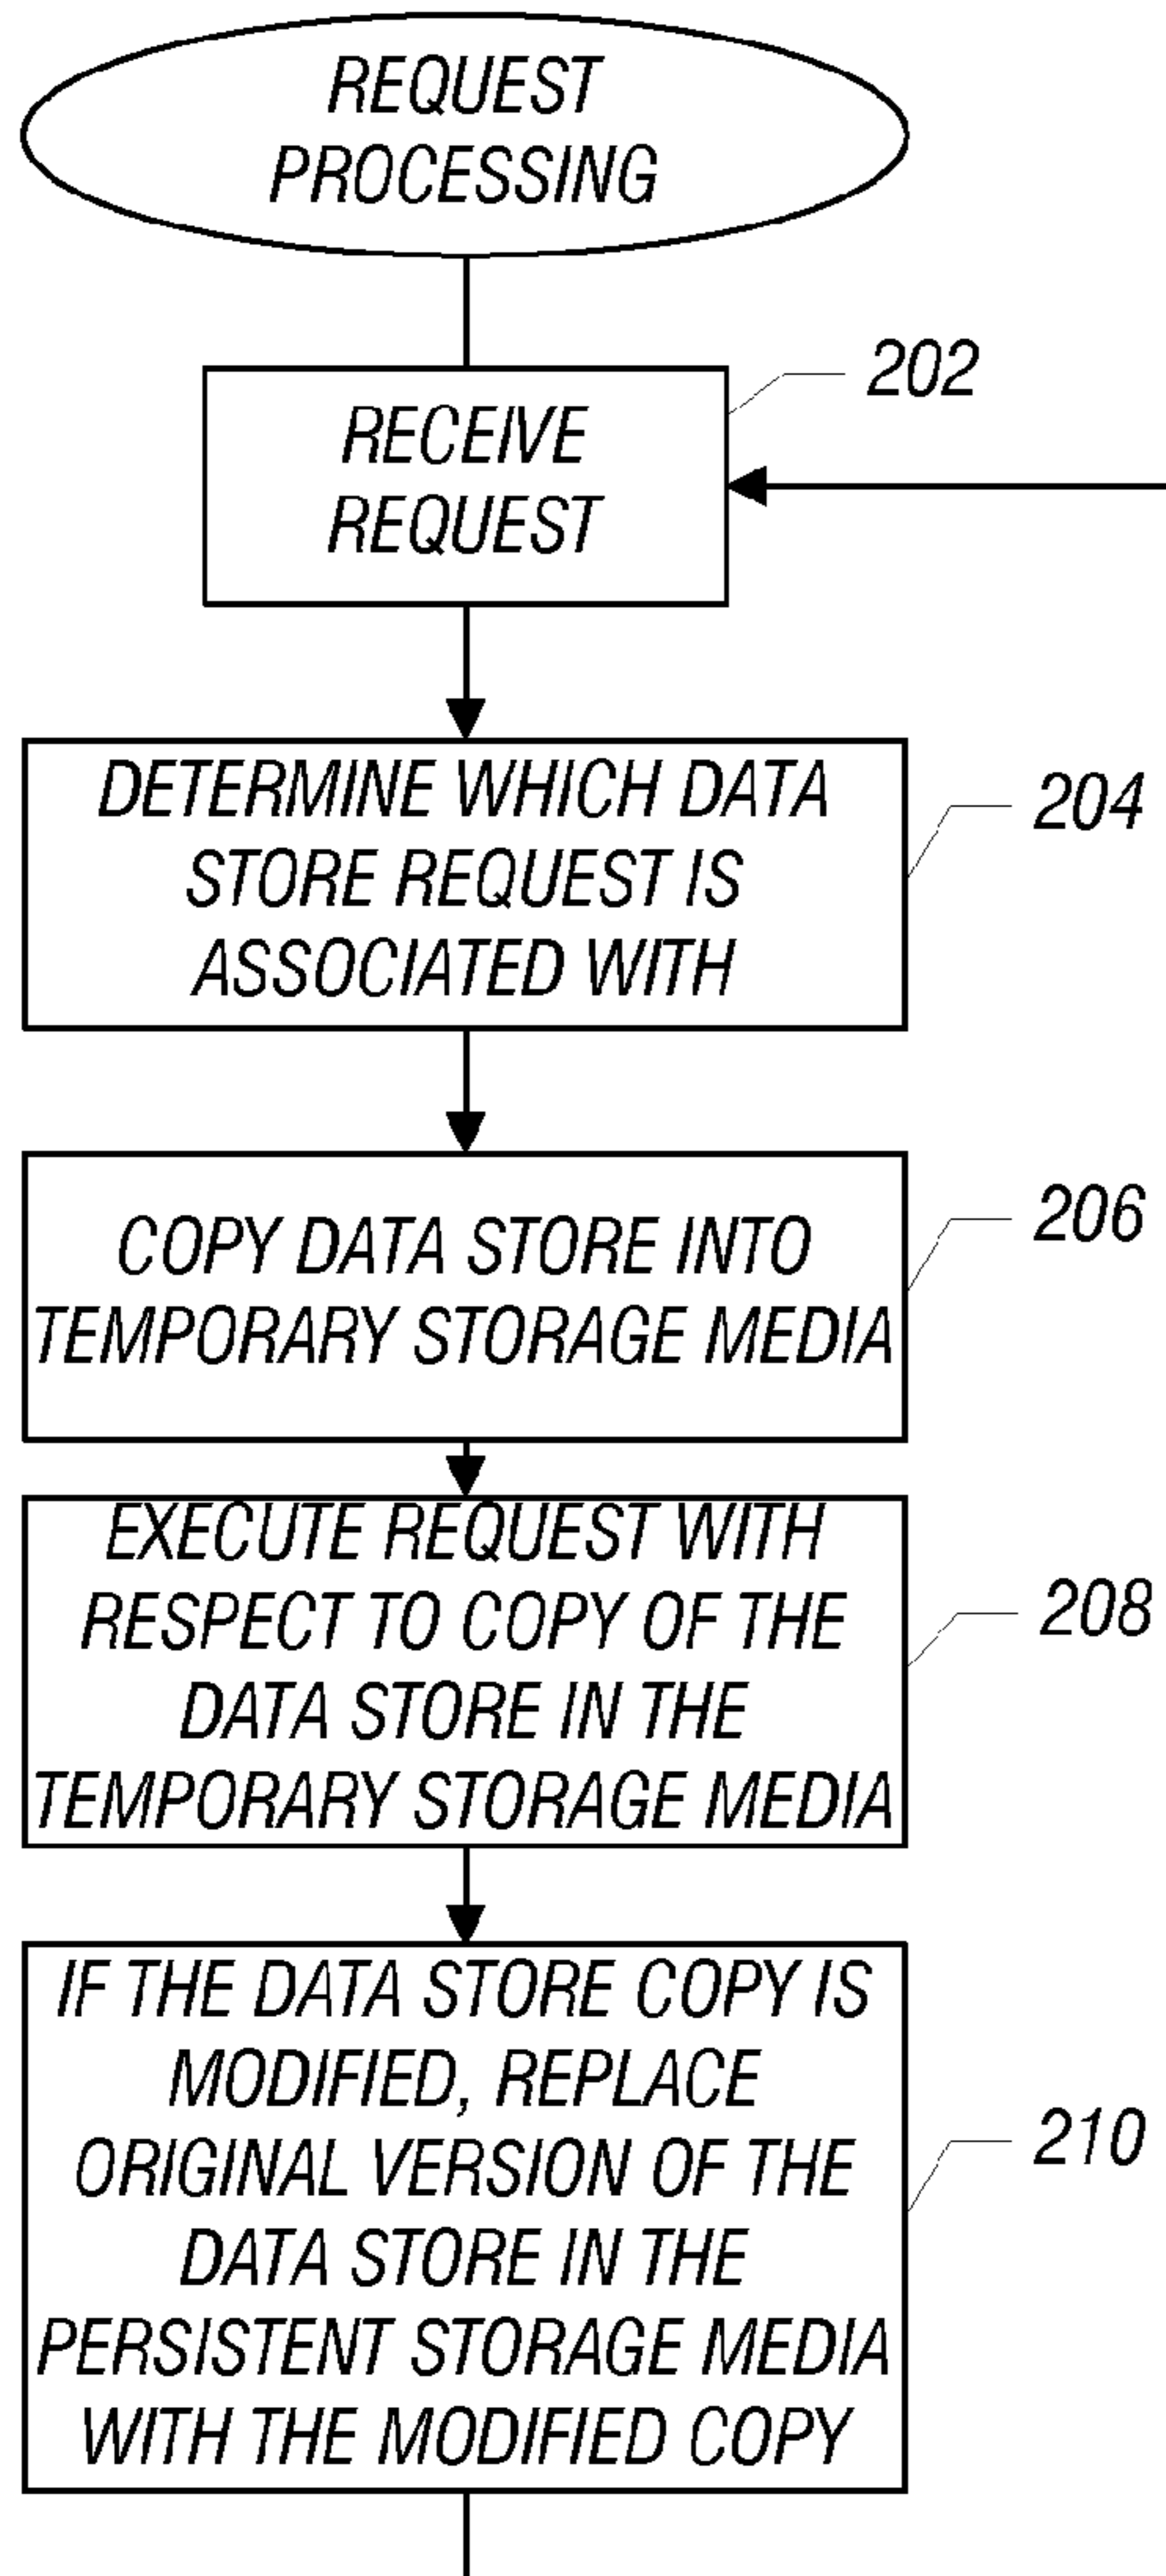 REQUEST
PROCESSING
202
RECEIVE
REQUEST
DETERMINE WHICH DATA
STORE REQUEST IS
ASSOCIATED WITH
204
COPY DATA STORE INTO
TEMPORARY STORAGE MEDIA
206
EXECUTE REQUEST WITH
RESPECT TO COPY OF THE
DATA STORE IN THE
TEMPORARY STORAGE MEDIA
208
IF THE DATA STORE COPY IS
MODIFIED, REPLACE
ORIGINAL VERSION OF THE
DATA STORE IN THE
PERSISTENT STORAGE MEDIA
WITH THE MODIFIED COPY
210